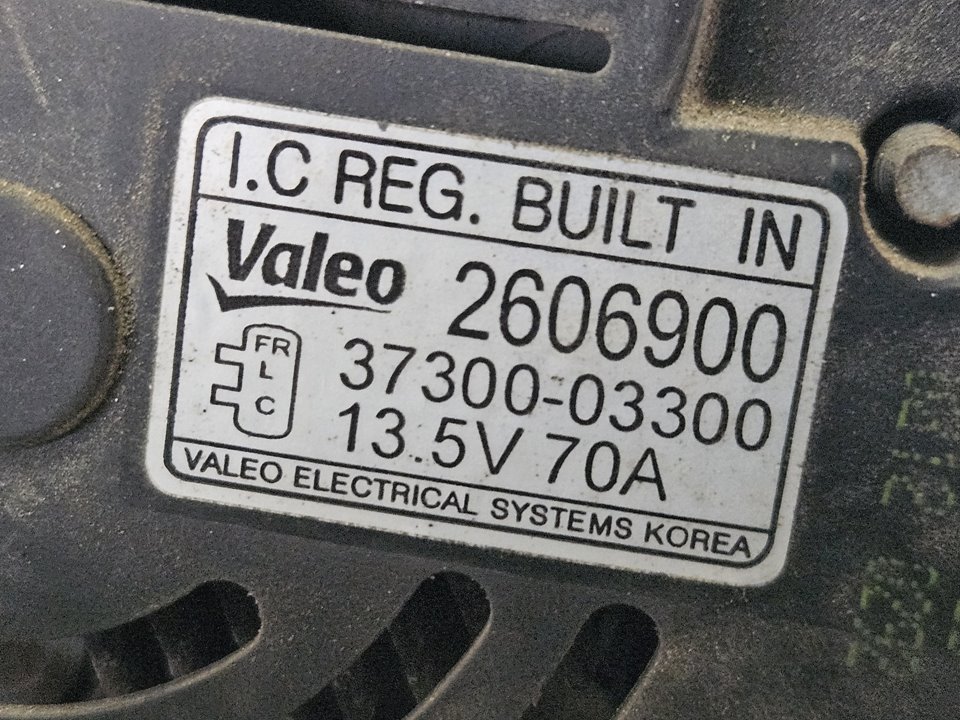 I.C REG. BUILT IN
Valeo 2606900
FR
L
C
37300-03300
13.5V 70A
VALEO ELECTRICAL SYSTEMS KOREA